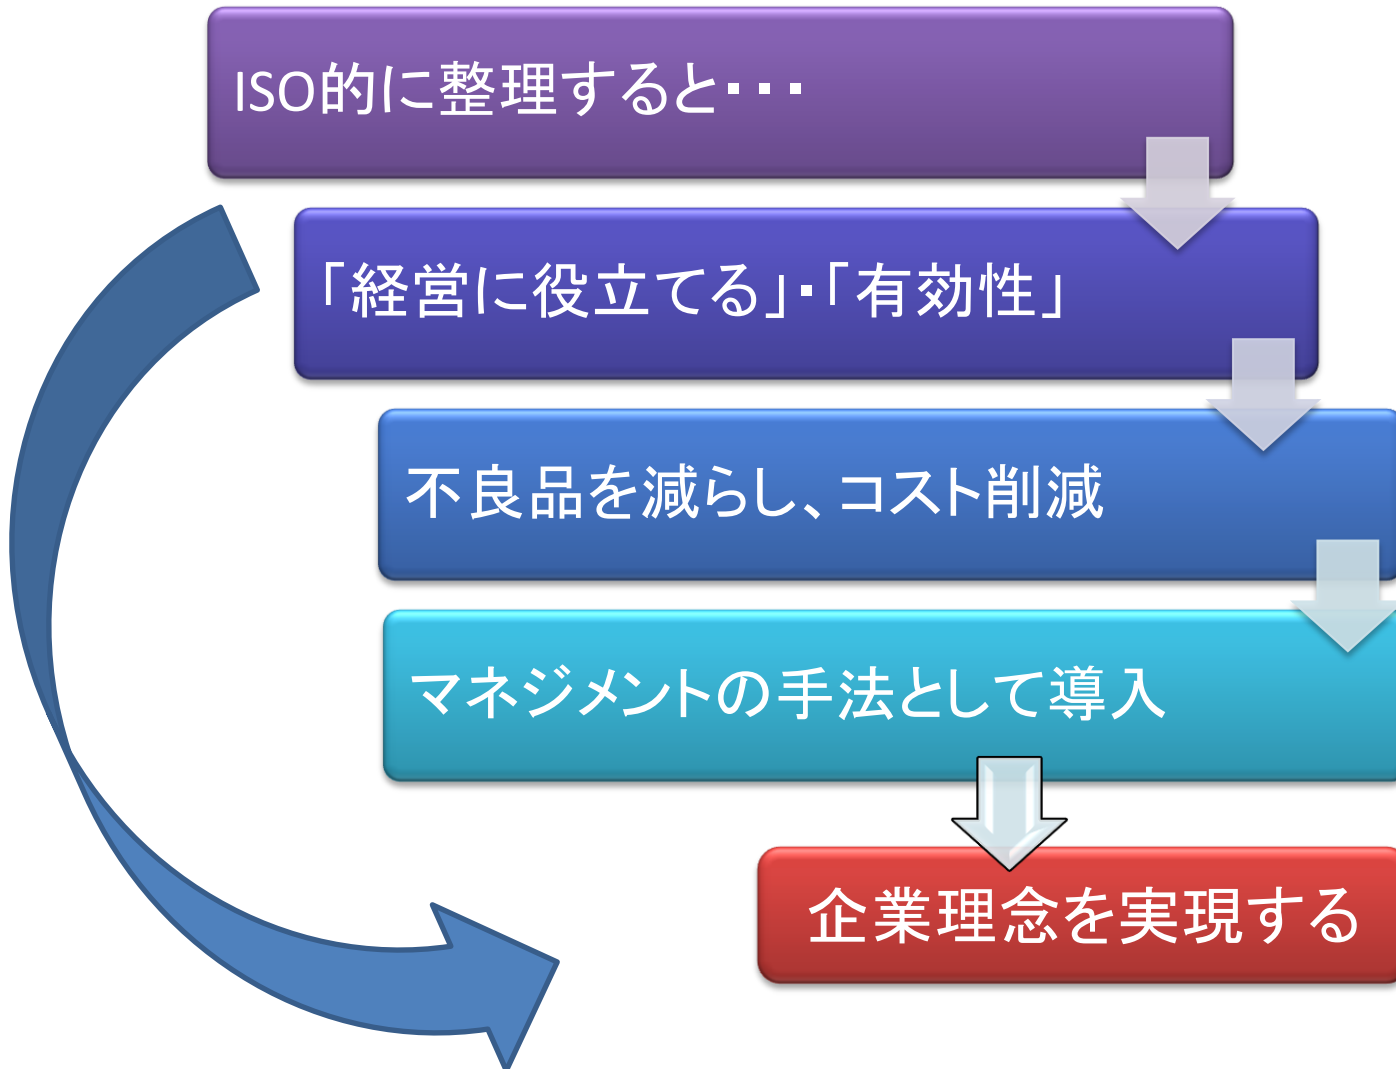 ISO的に整理すると・・・
「経営に役立てる」・「有効性」
不良品を減らし、コスト削減
マネジメントの手法として導入
企業理念を実現する